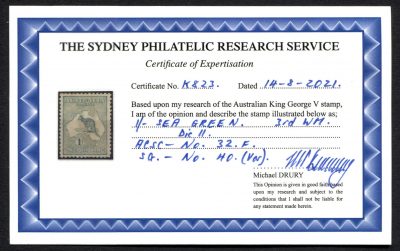 THE SYDNEY PHILATELIC RESEARCH SERVICE
Certificate of Expertisation
Certificate No. K823. Dated 14-8-2021.
Based upon my research of the Australian King George V stamp,
I am of the opinion and describe the stamp illustrated below as;
1/- SEA GREEN. 3rd WM.
Die II.
ACSC - No. 32. F.
SG. - No. 40. (Var).
Michael DRURY
This Opinion is given in good faith based
upon my research and subject to the
conditions that I shall not be liable for
any statement made herein.